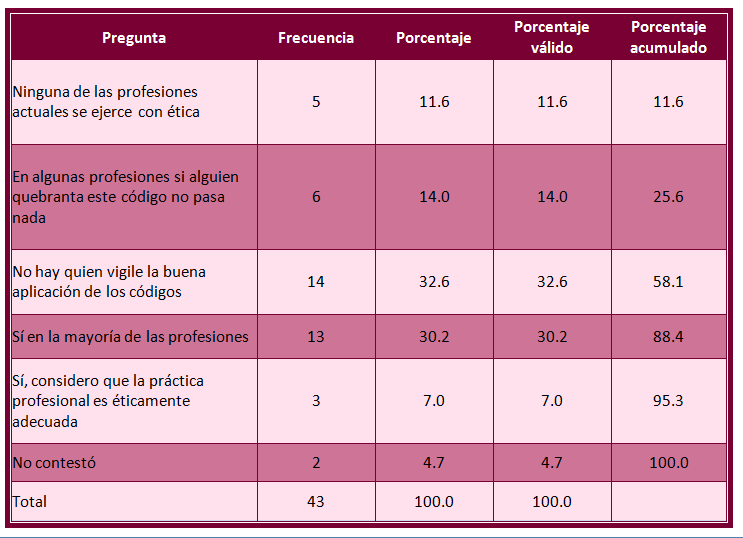 Pregunta Frecuencia Porcentaje Porcentaje válido Porcentaje acumulado
Ninguna de las profesiones
actuales se ejerce con ética 5 11.6 11.6 11.6
En algunas profesiones si alguien
quebranta este código no pasa
nada 6 14.0 14.0 25.6
No hay quien vigile la buena
aplicación de los códigos 14 32.6 32.6 58.1
Sí en la mayoría de las profesiones 13 30.2 30.2 88.4
Sí, considero que la práctica
profesional es éticamente
adecuada 3 7.0 7.0 95.3
No contestó 2 4.7 4.7 100.0
Total 43 100.0 100.0